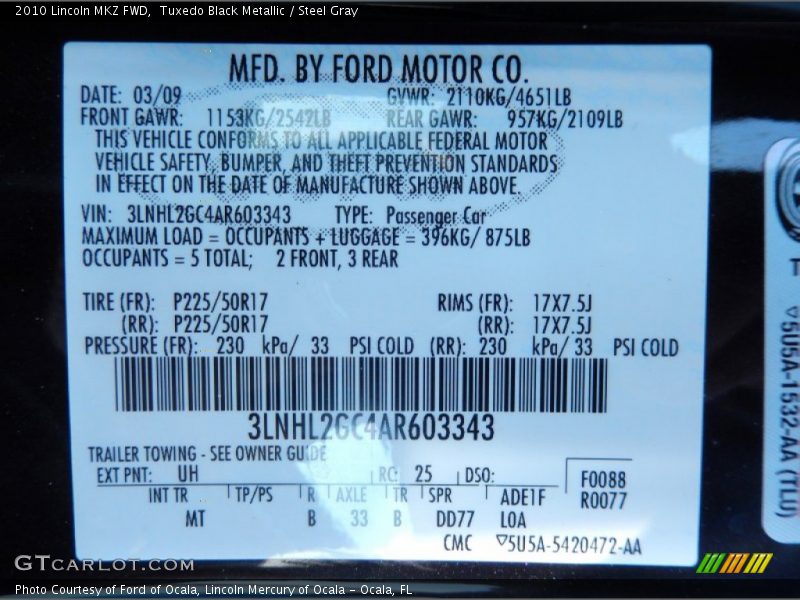 2010 Lincoln MKZ FWD,  Tuxedo Black Metallic / Steel Gray
MFD. BY FORD MOTOR CO.
DATE: 03/09 GVWR: 2110KG/4651LB
FRONT GAWR: 1153KG/2542LB REAR GAWR: 957KG/2109LB
THIS VEHICLE CONFORMS TO ALL APPLICABLE FEDERAL MOTOR
VEHICLE SAFETY, BUMPER, AND THEFT PREVENTION STANDARDS
IN EFFECT ON THE DATE OF MANUFACTURE SHOWN ABOVE.
VIN: 3LNHL2GC4AR603343 TYPE: Passenger Car
MAXIMUM LOAD = OCCUPANTS + LUGGAGE = 396KG/ 875LB
OCCUPANTS = 5 TOTAL; 2 FRONT, 3 REAR
TIRE (FR): P225/50R17 RIMS (FR): 17X7.5J
(RR): P225/50R17 (RR): 17X7.5J
PRESSURE (FR): 230 kPa/ 33 PSI COLD (RR): 230 kPa/ 33 PSI COLD
3LNHL2GC4AR603343
TRAILER TOWING - SEE OWNER GUIDE
EXT PNT: UH RC: 25 DSO: F0088
R0077
INT TR TP/PS R AXLE TR SPR ADE1F
MT B 33 B DD77 LOA
CMC ▽5U5A-5420472-AA
T
▽5U5A-1532-AA (TLU)
GTCARLOT.COM
Photo Courtesy of Ford of Ocala, Lincoln Mercury of Ocala - Ocala, FL